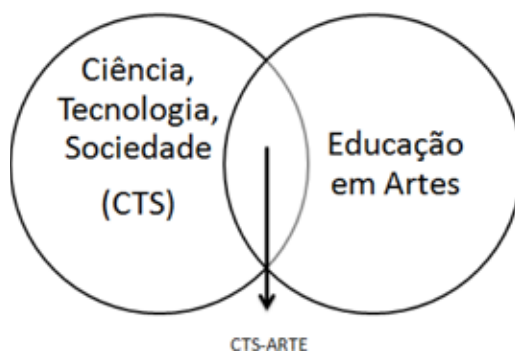 Ciência,
Tecnologia,
Sociedade
(CTS)
Educação
em Artes
CTS-ARTE